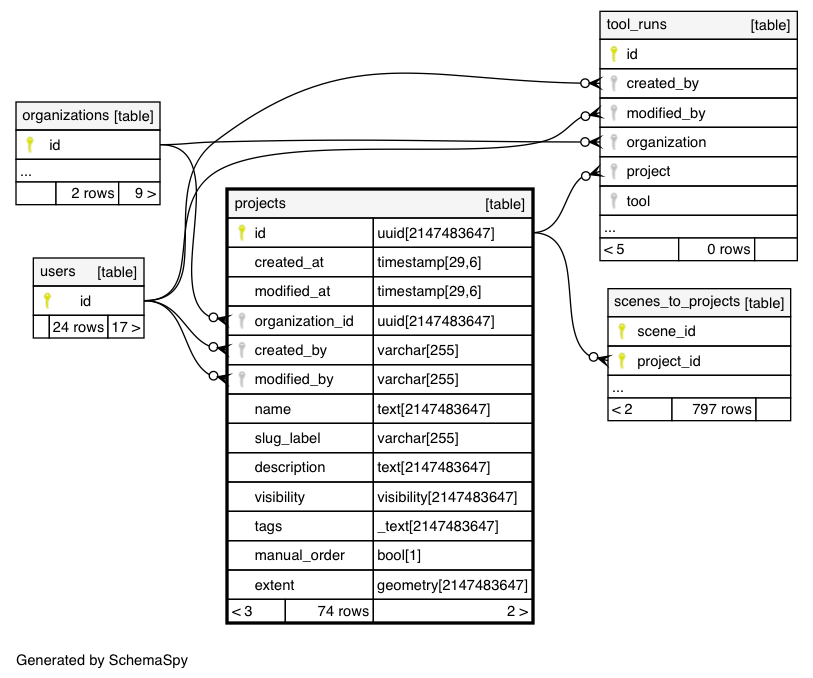 tool_runs [table]
id
created_by
modified_by
organization
project
tool
...
< 5 0 rows
organizations [table]
id
...
2 rows 9 >
users [table]
id
24 rows 17 >
projects [table]
id uuid[2147483647]
created_at timestamp[29,6]
modified_at timestamp[29,6]
organization_id uuid[2147483647]
created_by varchar[255]
modified_by varchar[255]
name text[2147483647]
slug_label varchar[255]
description text[2147483647]
visibility visibility[2147483647]
tags _text[2147483647]
manual_order bool[1]
extent geometry[2147483647]
< 3 74 rows 2 >
scenes_to_projects [table]
scene_id
project_id
...
< 2 797 rows
Generated by SchemaSpy